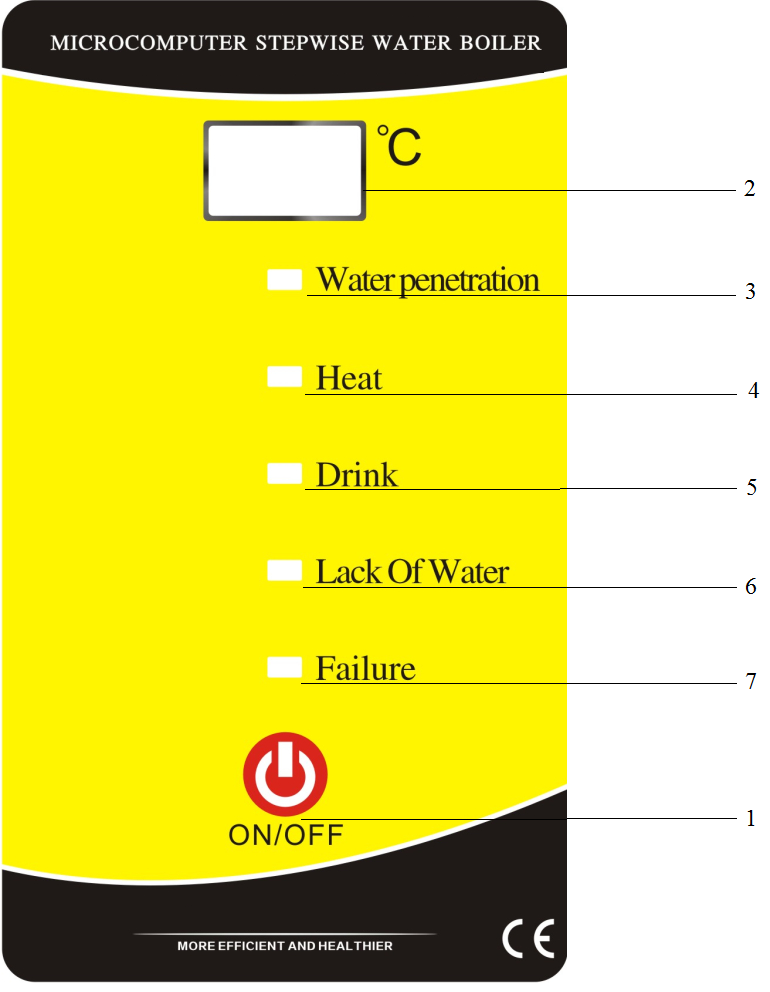 MICROCOMPUTER STEPWISE WATER BOILER
°C
2
Water penetration
3
Heat
4
Drink
5
Lack Of Water
6
Failure
7
1
ON/OFF
MORE EFFICIENT AND HEALTHIER
CE